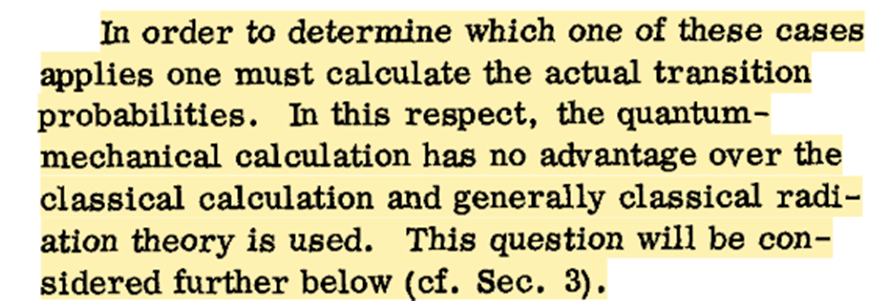 In order to determine which one of these cases
applies one must calculate the actual transition
probabilities. In this respect, the quantum-
mechanical calculation has no advantage over the
classical calculation and generally classical radi-
ation theory is used. This question will be con-
sidered further below (cf. Sec. 3).